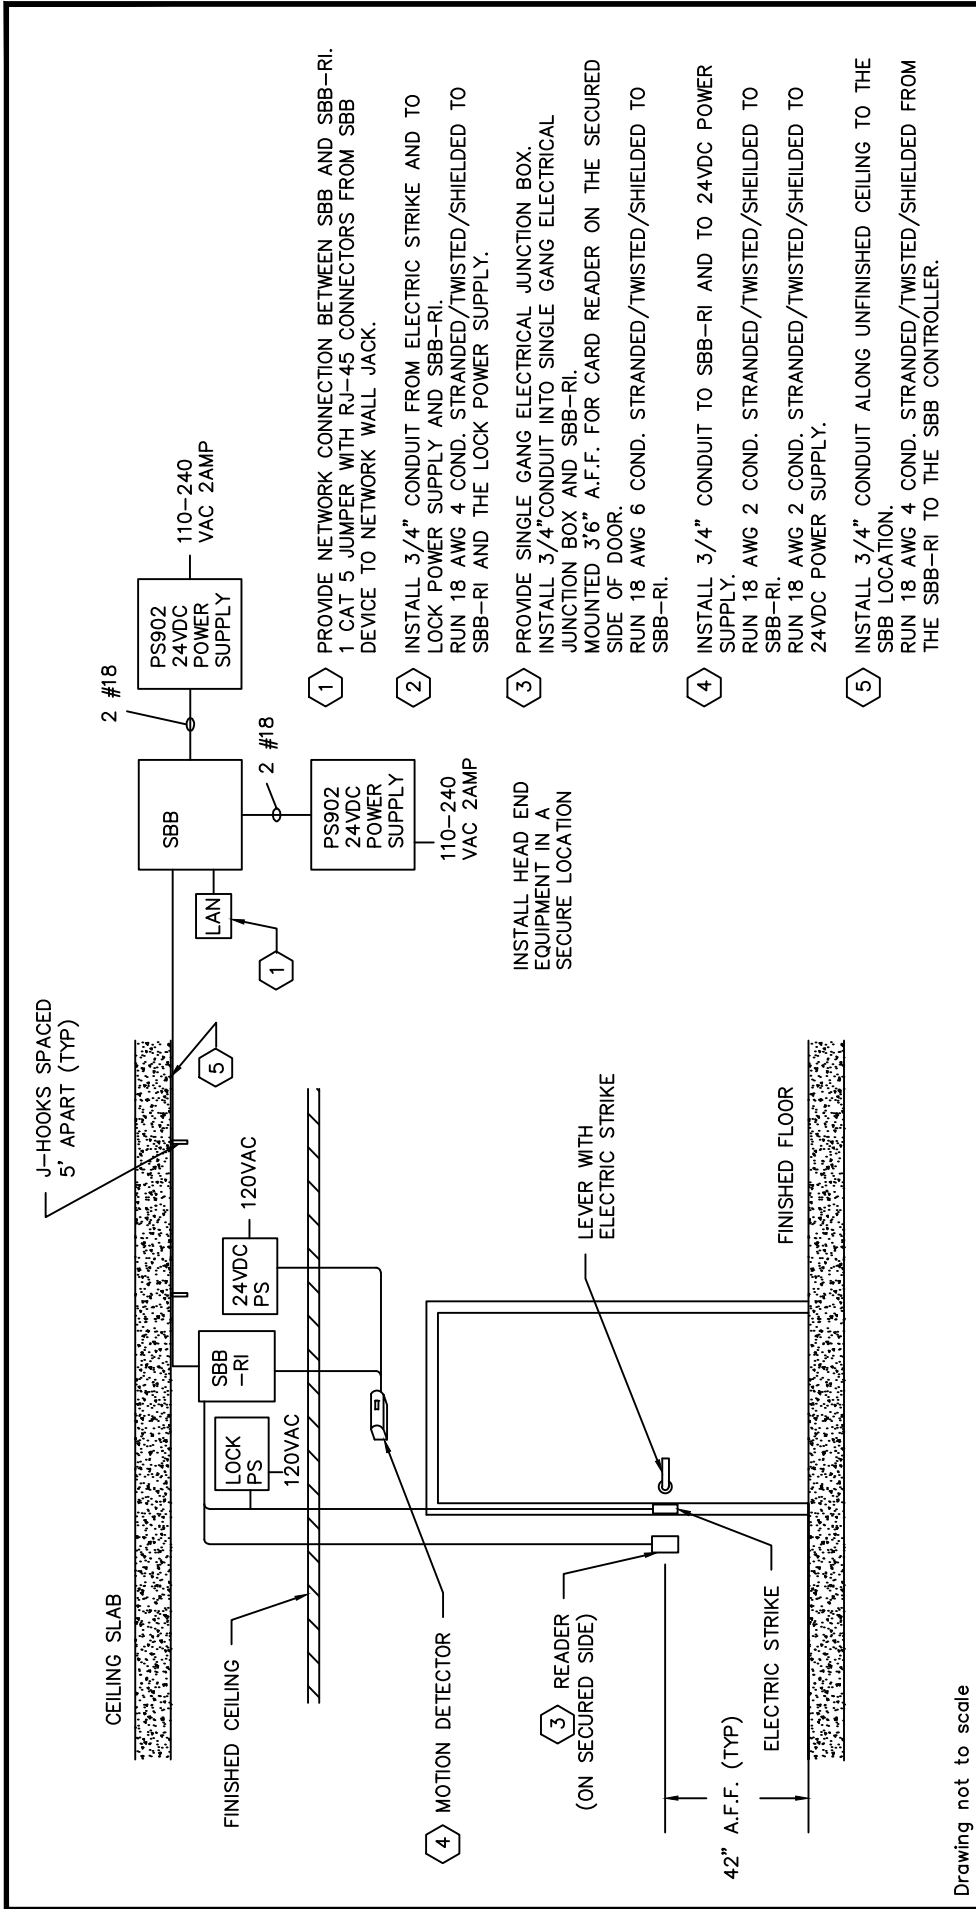 CEILING SLAB
J-HOOKS SPACED
5' APART (TYP)
FINISHED CEILING
5
LOCK
PS
120VAC
SBB
-RI
24VDC
PS
120VAC
4
MOTION DETECTOR
3
READER
(ON SECURED SIDE)
42" A.F.F. (TYP)
ELECTRIC STRIKE
LEVER WITH
ELECTRIC STRIKE
FINISHED FLOOR
LAN
1
SBB
2 #18
PS902
24VDC
POWER
SUPPLY
110-240
VAC 2AMP
2 #18
PS902
24VDC
POWER
SUPPLY
110-240
VAC 2AMP
INSTALL HEAD END
EQUIPMENT IN A
SECURE LOCATION
1
PROVIDE NETWORK CONNECTION BETWEEN SBB AND SBB-RI.
1 CAT 5 JUMPER WITH RJ-45 CONNECTORS FROM SBB
DEVICE TO NETWORK WALL JACK.
2
INSTALL 3/4" CONDUIT FROM ELECTRIC STRIKE AND TO
LOCK POWER SUPPLY AND SBB-RI.
RUN 18 AWG 4 COND. STRANDED/TWISTED/SHIELDED TO
SBB-RI AND THE LOCK POWER SUPPLY.
3
PROVIDE SINGLE GANG ELECTRICAL JUNCTION BOX.
INSTALL 3/4"CONDUIT INTO SINGLE GANG ELECTRICAL
JUNCTION BOX AND SBB-RI.
MOUNTED 3'6" A.F.F. FOR CARD READER ON THE SECURED
SIDE OF DOOR.
RUN 18 AWG 6 COND. STRANDED/TWISTED/SHIELDED TO
SBB-RI.
4
INSTALL 3/4" CONDUIT TO SBB-RI AND TO 24VDC POWER
SUPPLY.
RUN 18 AWG 2 COND. STRANDED/TWISTED/SHEILDED TO
SBB-RI.
RUN 18 AWG 2 COND. STRANDED/TWISTED/SHEILDED TO
24VDC POWER SUPPLY.
5
INSTALL 3/4" CONDUIT ALONG UNFINISHED CEILING TO THE
SBB LOCATION.
RUN 18 AWG 4 COND. STRANDED/TWISTED/SHIELDED FROM
THE SBB-RI TO THE SBB CONTROLLER.
Drawing not to scale